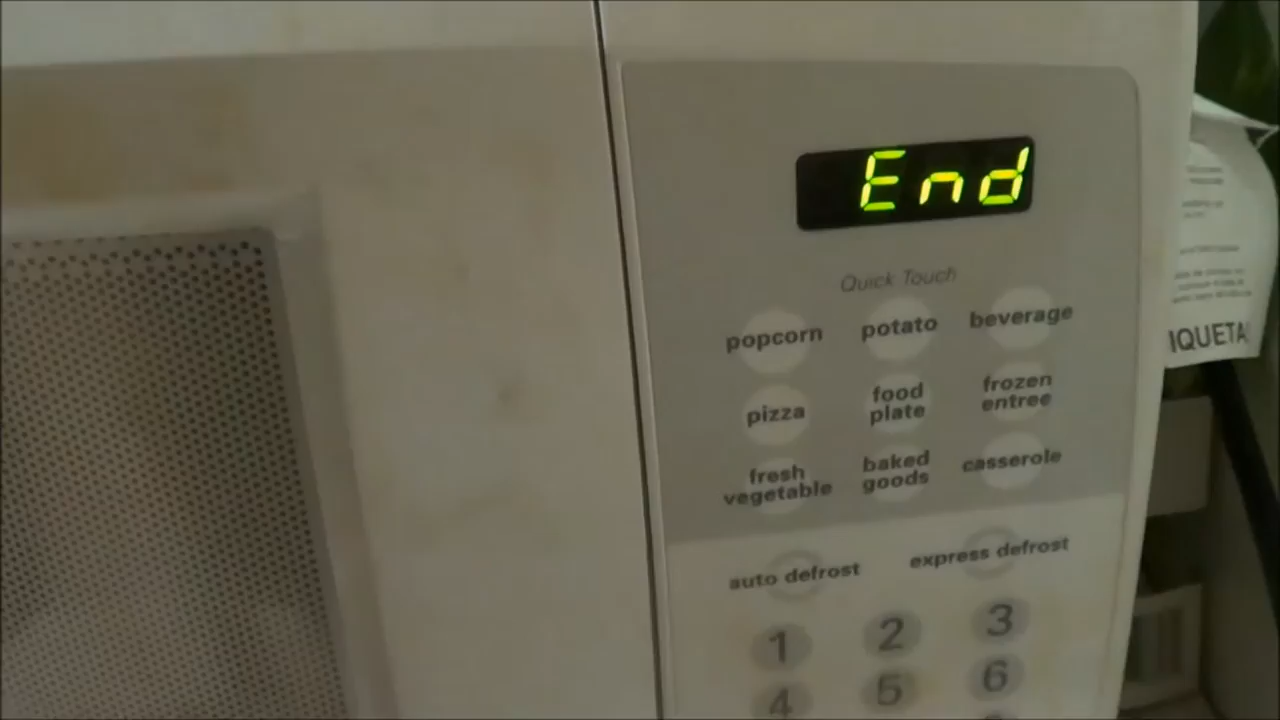 End
Quick Touch
popcorn potato beverage
pizza food plate frozen entree
fresh vegetable baked goods casserole
auto defrost express defrost
1 2 3
4 5 6
IQUETA